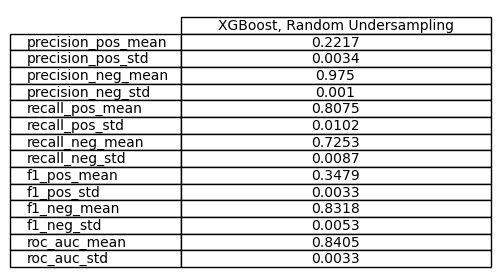 XGBoost, Random Undersampling
precision_pos_mean 0.2217
precision_pos_std 0.0034
precision_neg_mean 0.975
precision_neg_std 0.001
recall_pos_mean 0.8075
recall_pos_std 0.0102
recall_neg_mean 0.7253
recall_neg_std 0.0087
f1_pos_mean 0.3479
f1_pos_std 0.0033
f1_neg_mean 0.8318
f1_neg_std 0.0053
roc_auc_mean 0.8405
roc_auc_std 0.0033